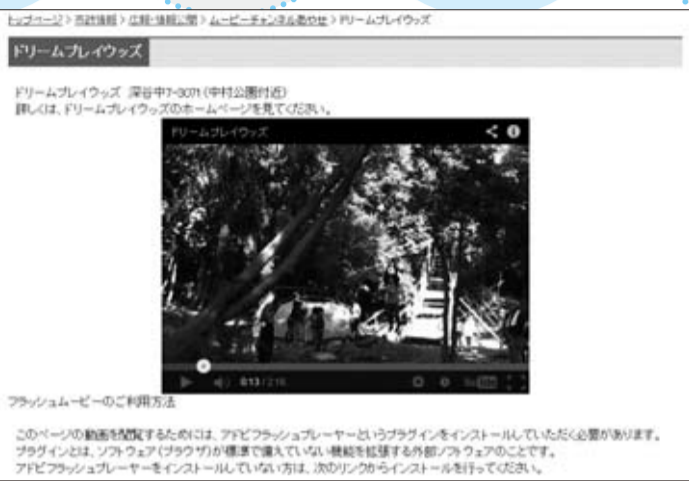 トップページ > 市政情報 > 広報・情報公開 > ムービーチャンネルあやせ > ドリームプレイウッズ
ドリームプレイウッズ
ドリームプレイウッズ 深谷中7-3071(中村公園付近)
詳しくは、ドリームプレイウッズのホームページを見てください。
ドリームプレイウッズ
0:13 / 2:16
フラッシュムービーのご利用方法
このページの動画を閲覧するためには、アドビフラッシュプレーヤーというプラグインをインストールしていただく必要があります。
プラグインとは、ソフトウェア(ブラウザ)が標準で備えていない機能を拡張する外部ソフトウェアのことです。
アドビフラッシュプレーヤーをインストールしていない方は、次のリンクからインストールを行ってください。